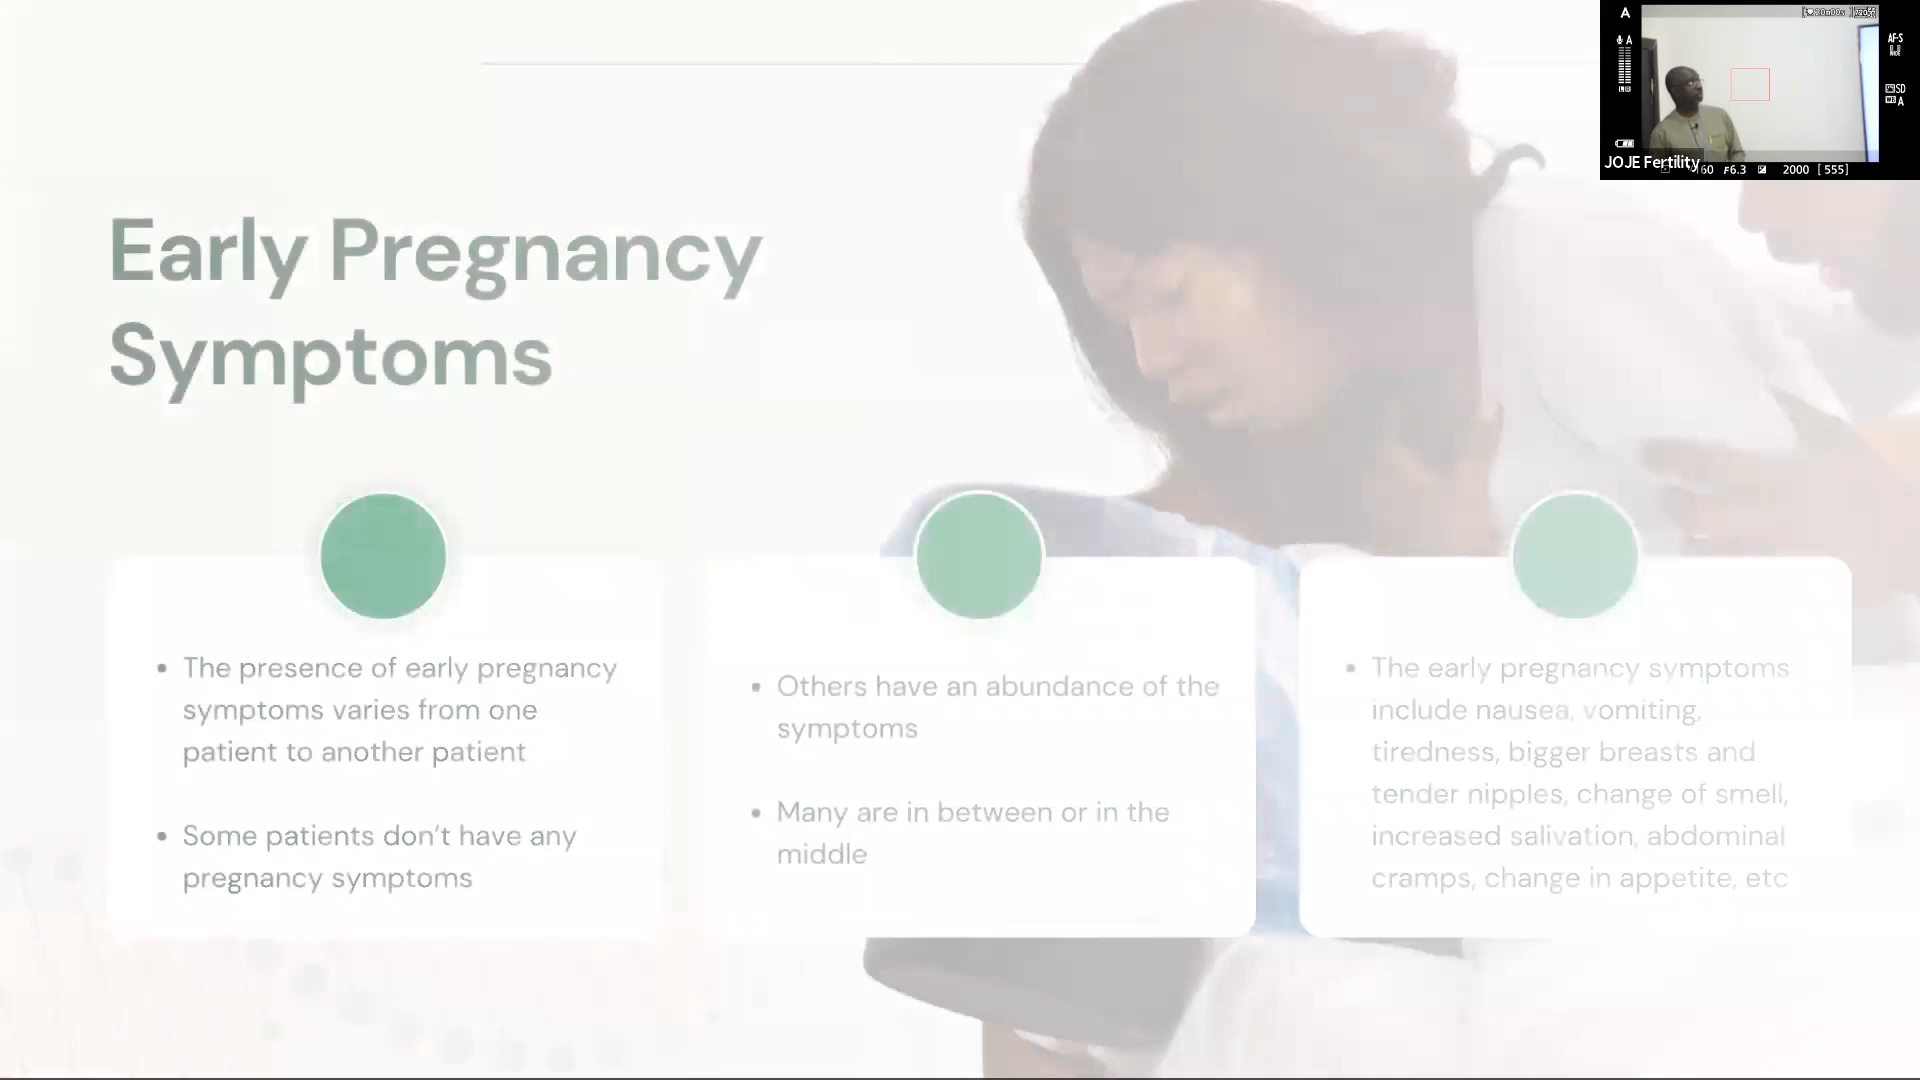 Early Pregnancy
Symptoms
• The presence of early pregnancy
symptoms varies from one
patient to another patient
• Some patients don't have any
pregnancy symptoms
• Others have an abundance of the
symptoms
• Many are in between or in the
middle
• The early pregnancy symptoms
include nausea, vomiting,
tiredness, bigger breasts and
tender nipples, change of smell,
increased salivation, abdominal
cramps, change in appetite, etc
A
A
AF-S
SD
A
JOJE Fertility
60 F6.3 2000 [555]